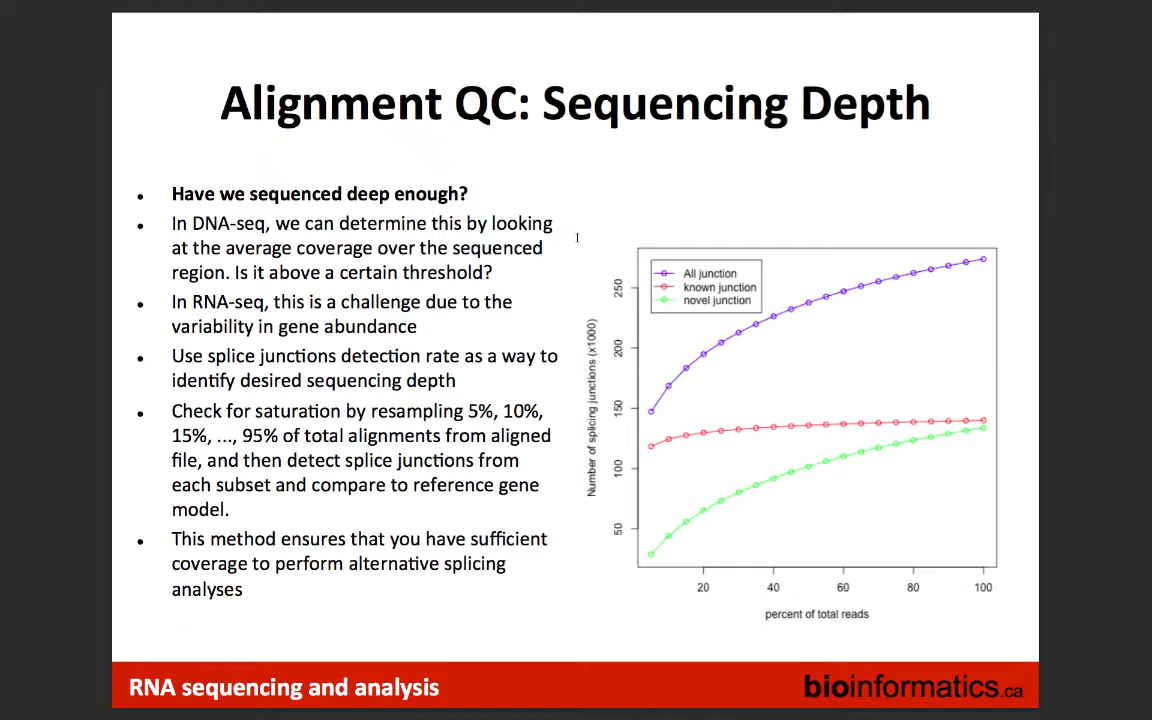 Alignment QC: Sequencing Depth
• Have we sequenced deep enough?
• In DNA-seq, we can determine this by looking
at the average coverage over the sequenced
region. Is it above a certain threshold?
• In RNA-seq, this is a challenge due to the
variability in gene abundance
• Use splice junctions detection rate as a way to
identify desired sequencing depth
• Check for saturation by resampling 5%, 10%,
15%, ..., 95% of total alignments from aligned
file, and then detect splice junctions from
each subset and compare to reference gene
model.
• This method ensures that you have sufficient
coverage to perform alternative splicing
analyses
All junction
known junction
novel junction
Number of splicing junctions (x1000)
250
200
150
100
50
20 40 60 80 100
percent of total reads
RNA sequencing and analysis
bioinformatics.ca